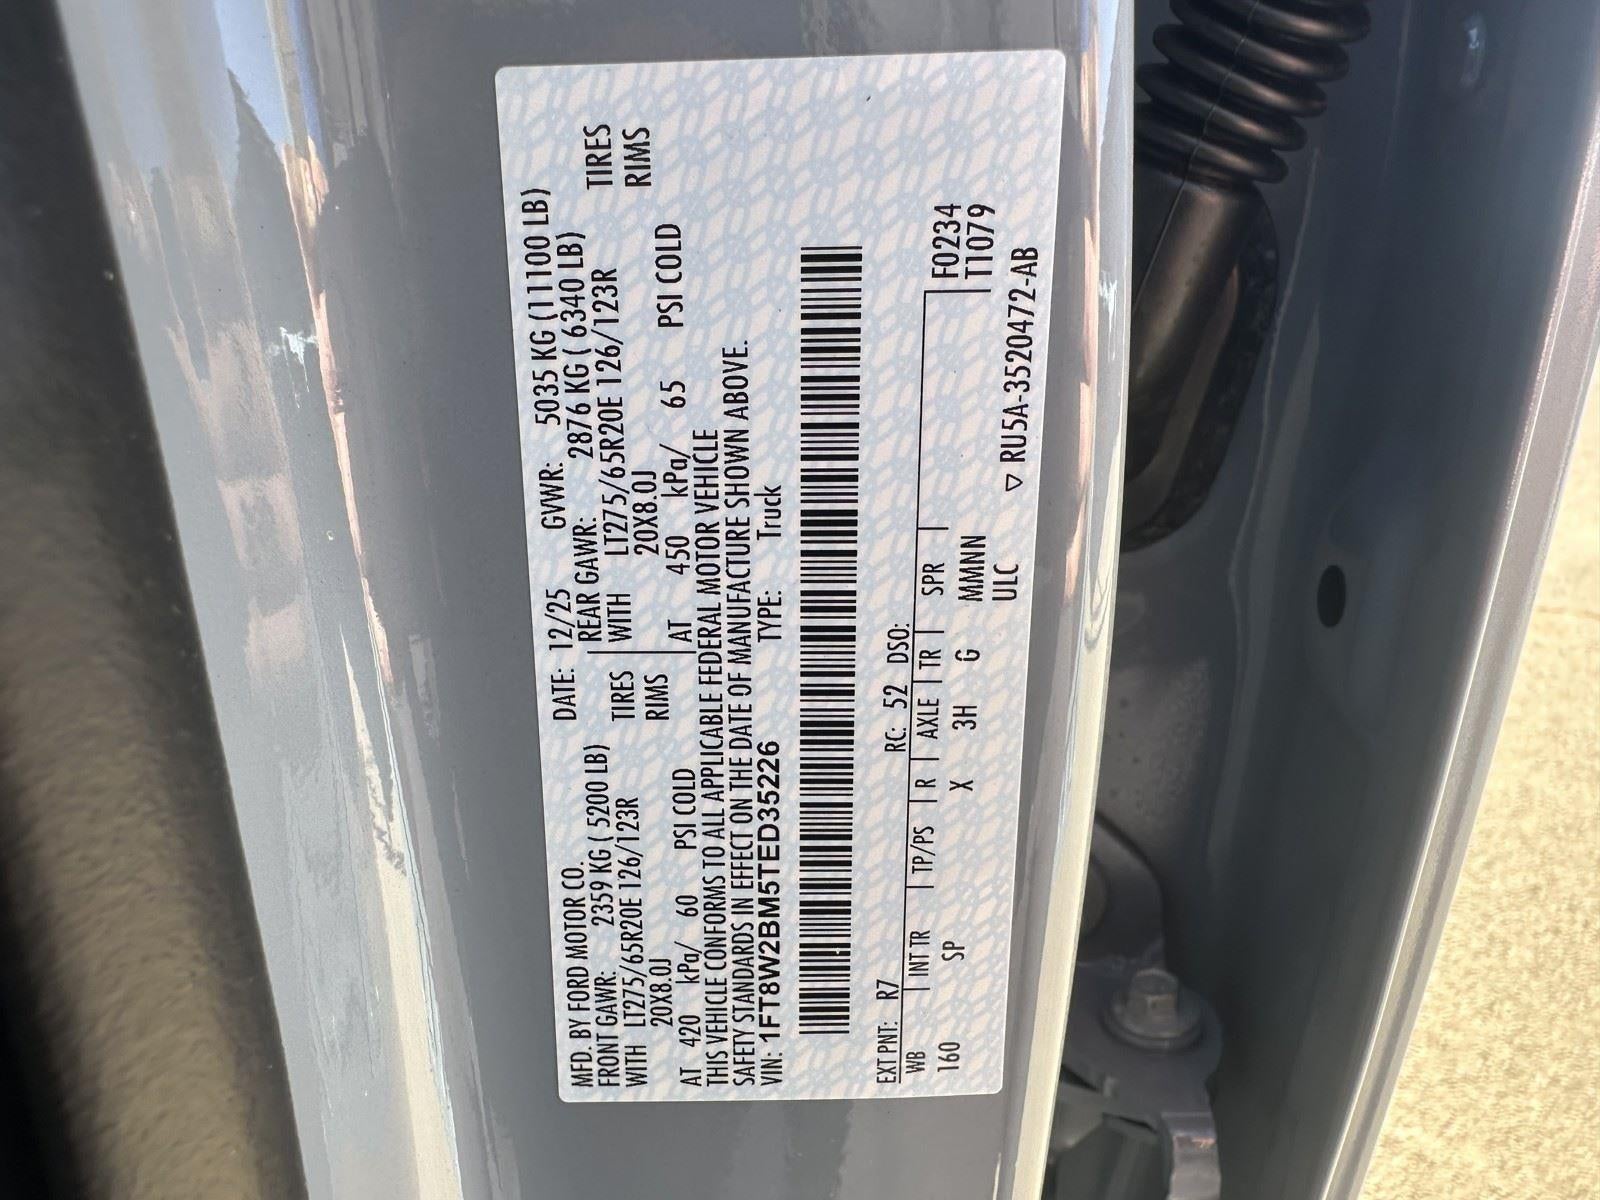 MFD. BY FORD MOTOR CO. DATE: 12/25 GVWR: 5035 KG (11100 LB)
FRONT GAWR: 2359 KG ( 5200 LB) REAR GAWR: 2876 KG ( 6340 LB)
WITH LT275/65R20E 126/123R TIRES WITH LT275/65R20E 126/123R TIRES
20X8.0J RIMS 20X8.0J RIMS
AT 420 kPa/ 60 PSI COLD AT 450 kPa/ 65 PSI COLD
THIS VEHICLE CONFORMS TO ALL APPLICABLE FEDERAL MOTOR VEHICLE
SAFETY STANDARDS IN EFFECT ON THE DATE OF MANUFACTURE SHOWN ABOVE.
VIN: 1FT8W2BM5TED35226 TYPE: Truck
EXT PNT: R7 RC: 52 DSO:
WB INT TR TP/PS R AXLE TR SPR F0234
160 SP X 3H G MMNN T1079
ULC
▽ RU5A-3520472-AB